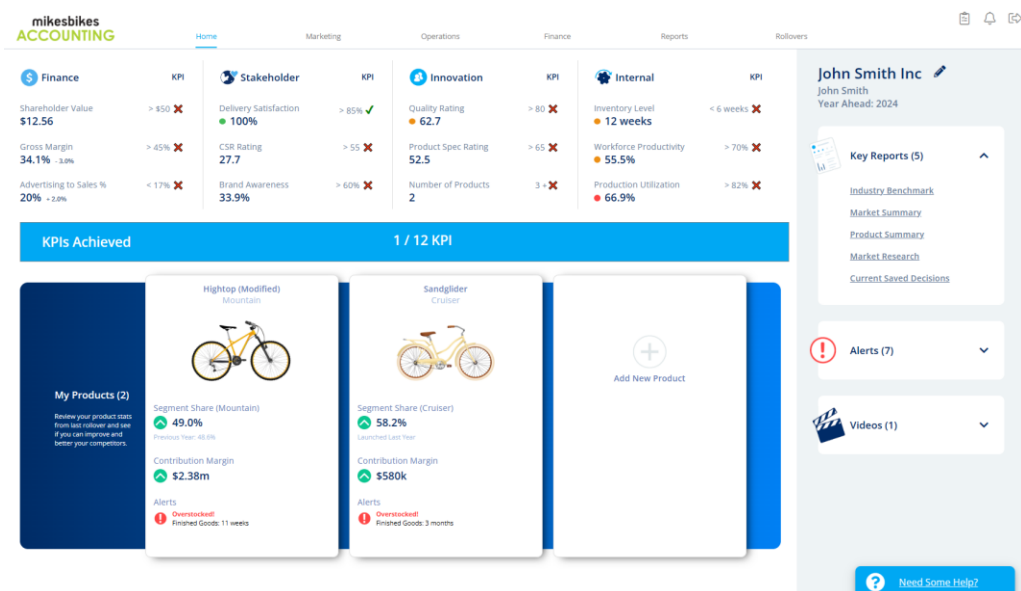 mikesbikes
ACCOUNTING
Home
Marketing
Operations
Finance
Reports
Rollovers
Finance KPI
Shareholder Value > $50
$12.56
Gross Margin > 45%
34.1% - 3.0%
Advertising to Sales % < 17%
20% + 2.0%
Stakeholder KPI
Delivery Satisfaction > 85%
100%
CSR Rating > 55
27.7
Brand Awareness > 60%
33.9%
Innovation KPI
Quality Rating > 80
62.7
Product Spec Rating > 65
52.5
Number of Products 3 +
2
Internal KPI
Inventory Level < 6 weeks
12 weeks
Workforce Productivity > 70%
55.5%
Production Utilization > 82%
66.9%
KPIs Achieved 1 / 12 KPI
My Products (2)
Review your product stats
from last rollover and see
if you can improve and
better your competitors.
Hightop (Modified)
Mountain
Segment Share (Mountain)
49.0%
Previous Year: 48.6%
Contribution Margin
$2.38m
Alerts
Overstocked!
Finished Goods: 11 weeks
Sandglider
Cruiser
Segment Share (Cruiser)
58.2%
Launched Last Year
Contribution Margin
$580k
Alerts
Overstocked!
Finished Goods: 3 months
Add New Product
John Smith Inc
John Smith
Year Ahead: 2024
Key Reports (5)
Industry Benchmark
Market Summary
Product Summary
Market Research
Current Saved Decisions
Alerts (7)
Videos (1)
Need Some Help?